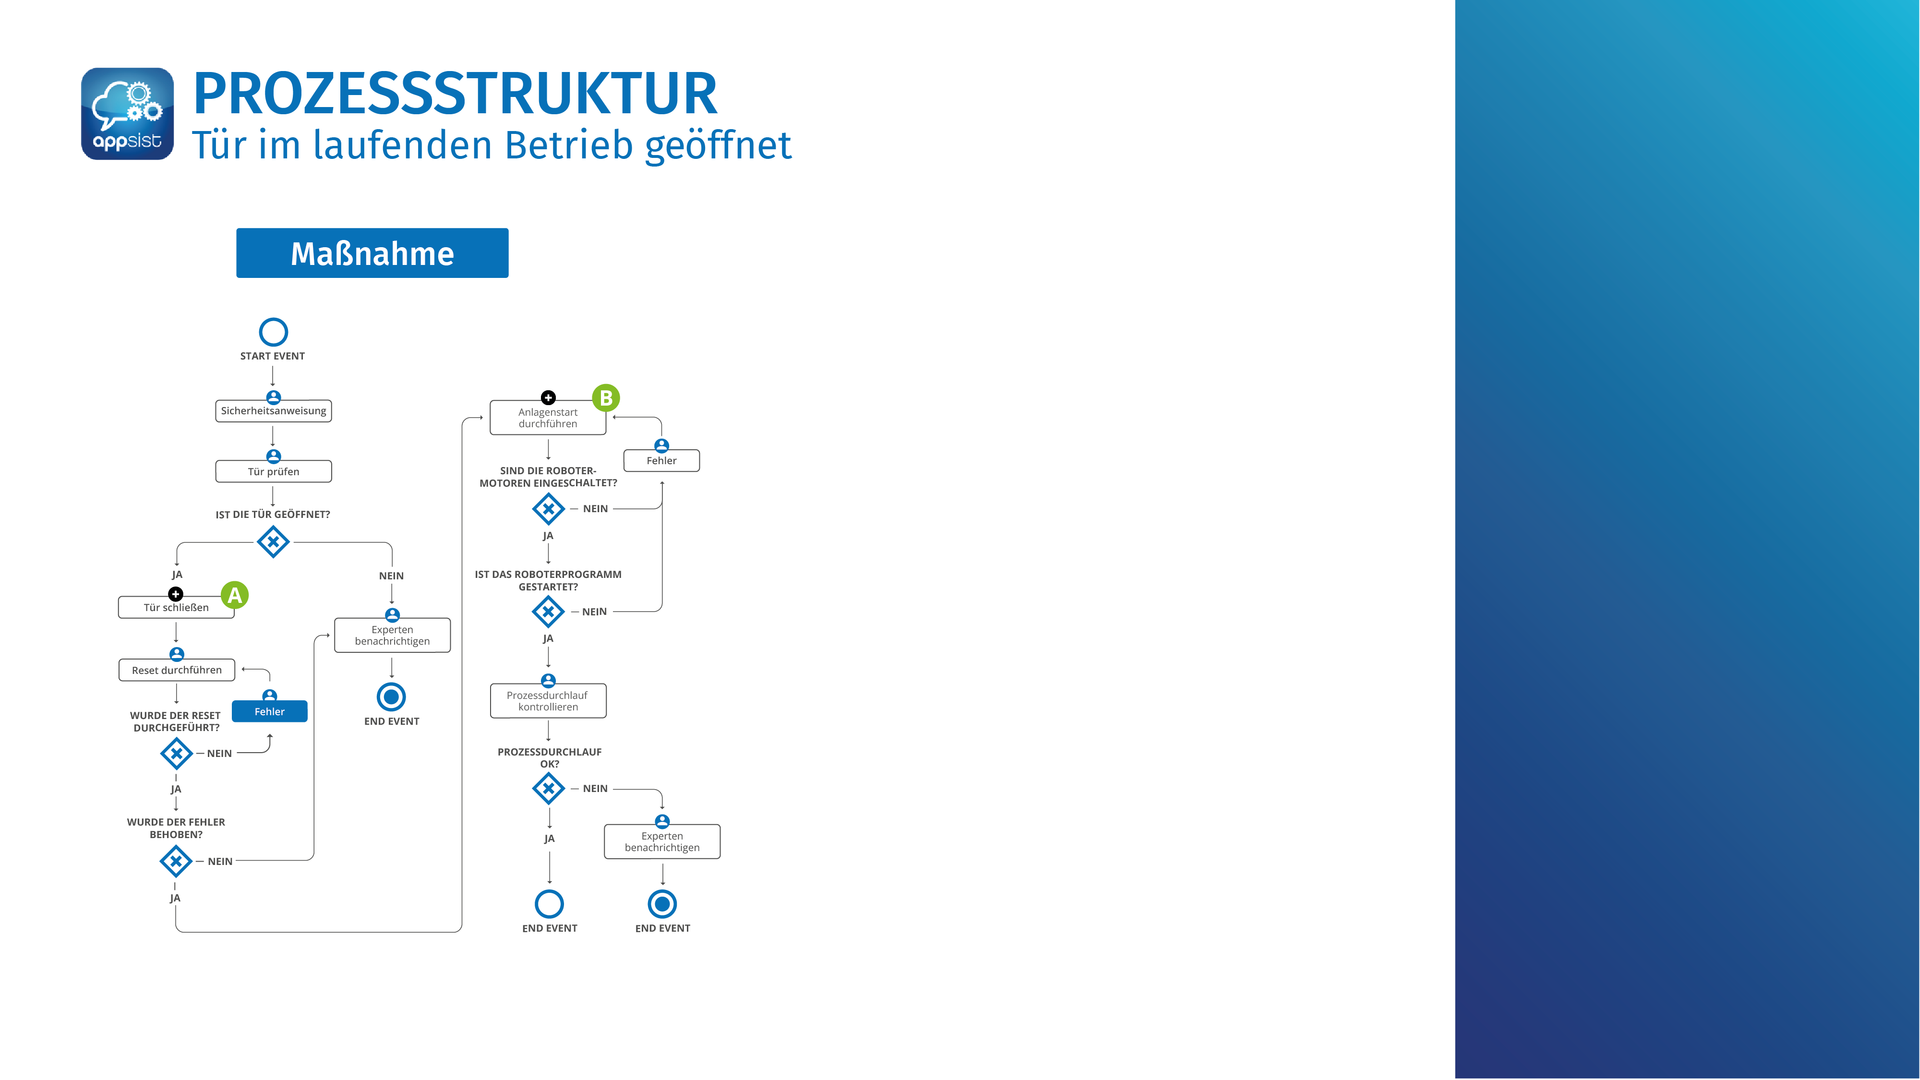 appsist
PROZESSSTRUKTUR
Tür im laufenden Betrieb geöffnet
Maßnahme
START EVENT
Sicherheitsanweisung
Tür prüfen
IST DIE TÜR GEÖFFNET?
JA
NEIN
Tür schließen
A
Reset durchführen
Experten
benachrichtigen
END EVENT
Fehler
WURDE DER RESET
DURCHGEFÜHRT?
NEIN
JA
WURDE DER FEHLER
BEHOBEN?
NEIN
JA
Anlagenstart
durchführen
B
Fehler
SIND DIE ROBOTER-
MOTOREN EINGESCHALTET?
NEIN
JA
IST DAS ROBOTERPROGRAMM
GESTARTET?
NEIN
JA
Prozessdurchlauf
kontrollieren
PROZESSDURCHLAUF
OK?
NEIN
JA
Experten
benachrichtigen
END EVENT
END EVENT